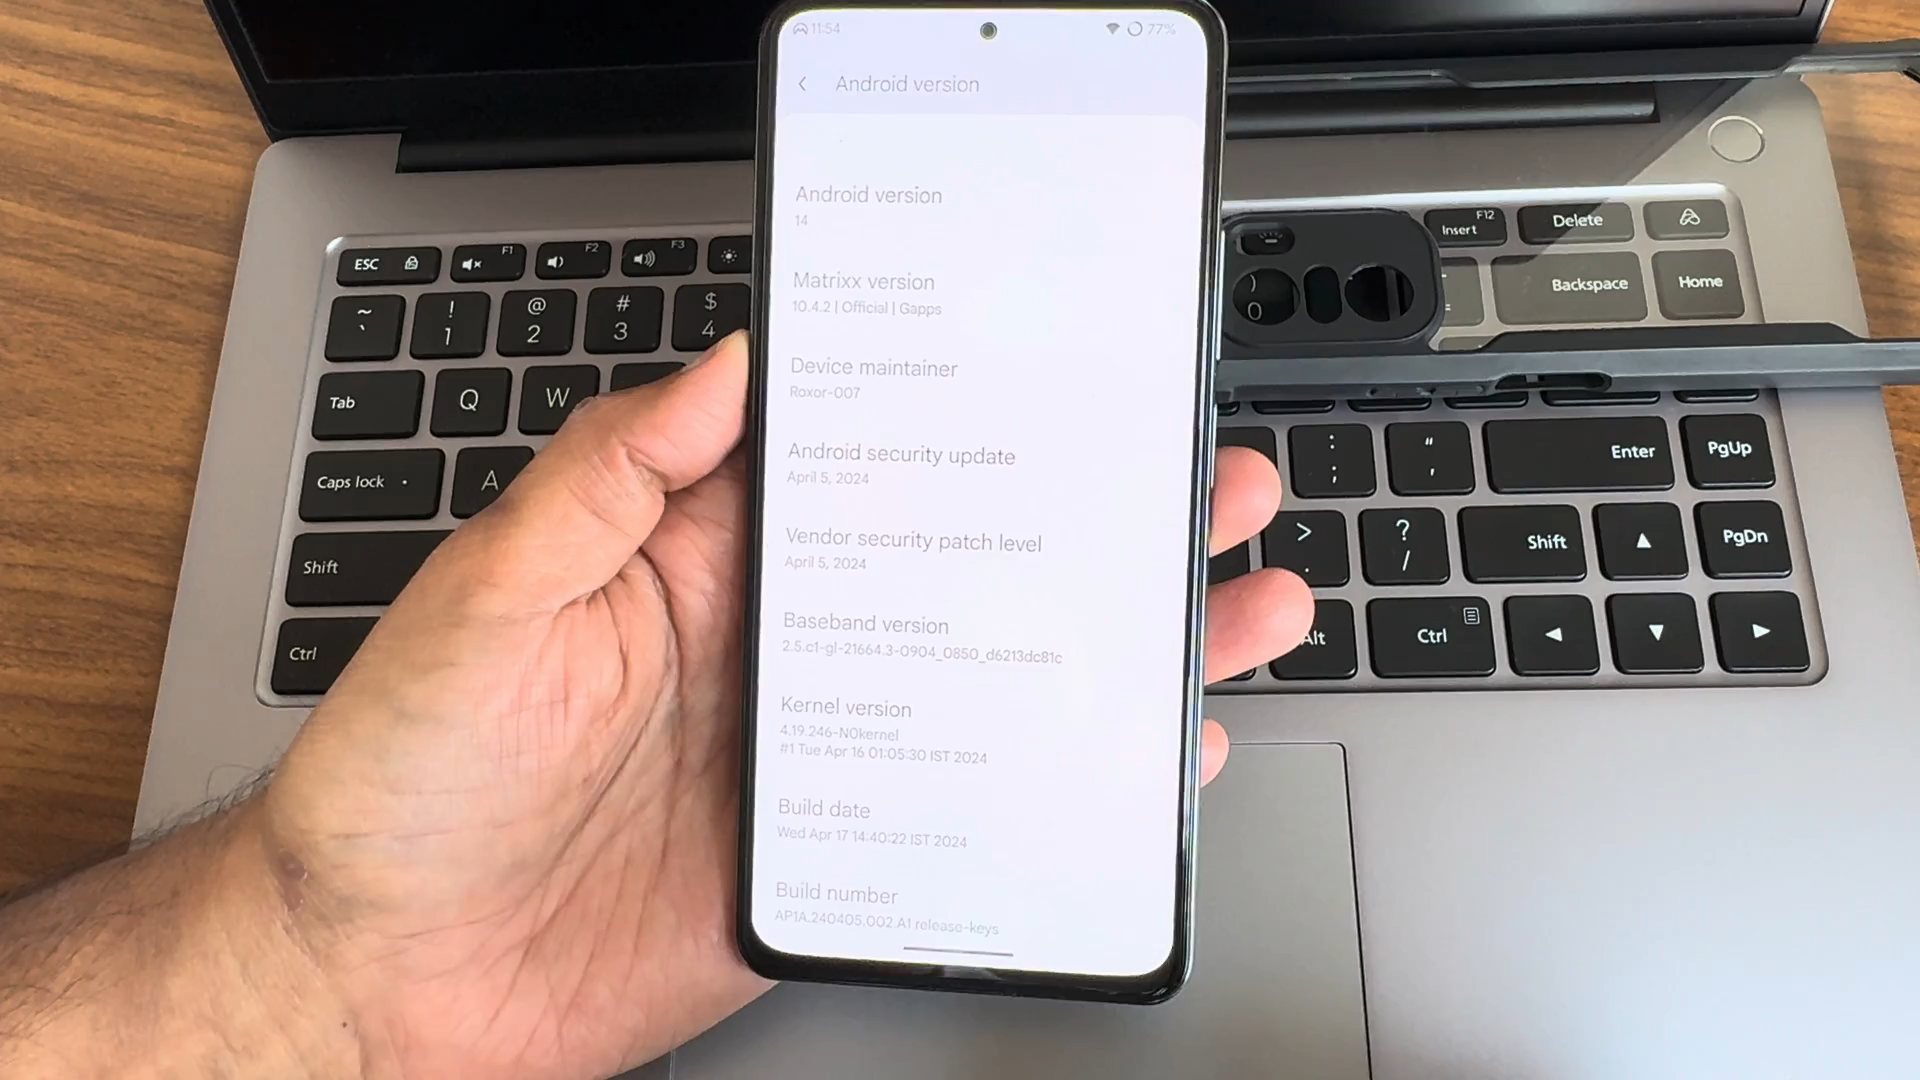 11:54
77%
Android version
Android version
14
Matrixx version
10.4.2 | Official | Gapps
Device maintainer
Roxor-007
Android security update
April 5, 2024
Vendor security patch level
April 5, 2024
Baseband version
2.5.c1-gl-21664.3-0904_0850_d6213dc81c
Kernel version
4.19.246-N0kernel
#1 Tue Apr 16 01:05:30 IST 2024
Build date
Wed Apr 17 14:40:22 IST 2024
Build number
AP1A.240405.002.A1 release-keys
ESC
F1
F2
F3
F12
Insert
Delete
~ `
! 1
@ 2
# 3
$ 4
) 0
Backspace
Home
Tab
Q
W
Caps lock
A
: ;
" ,
Enter
PgUp
Shift
> .
? /
Shift
PgDn
Ctrl
Alt
Ctrl